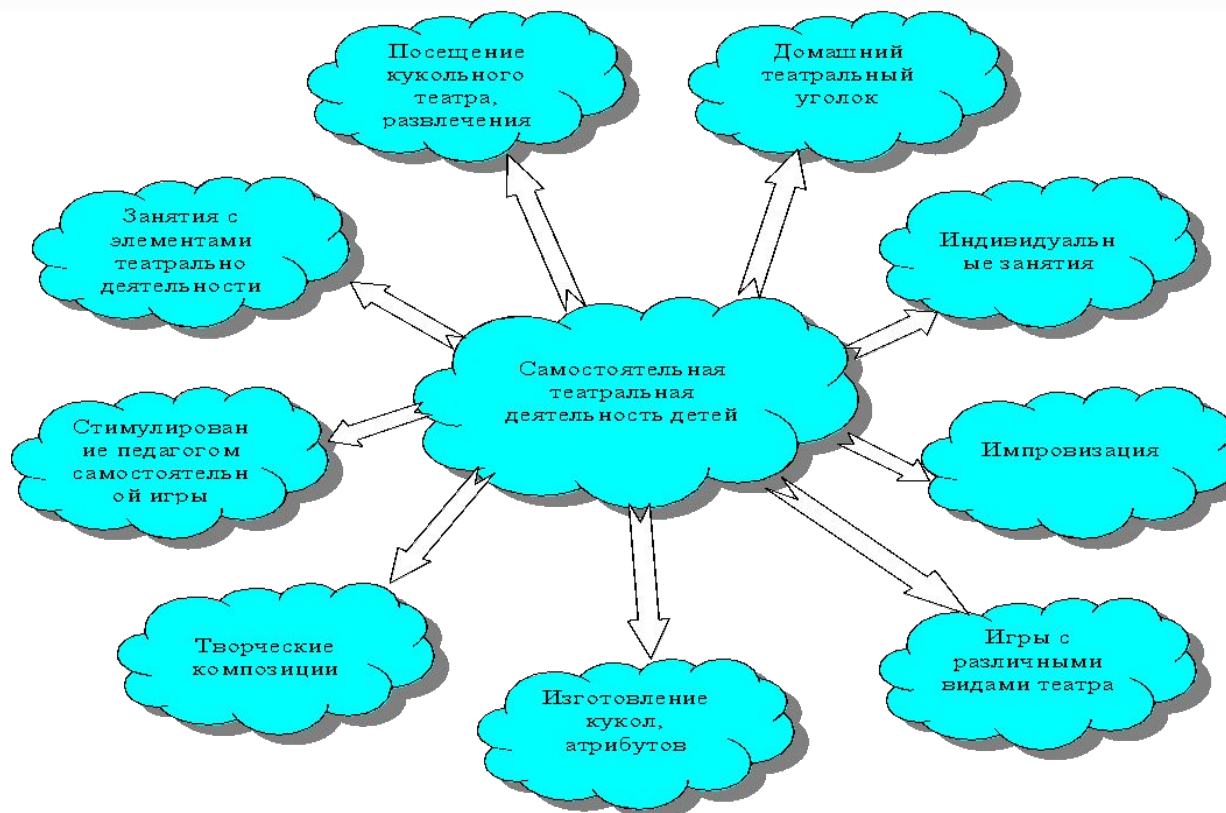 Посещение
кукольного
театра,
развлечения
Домашний
театральный
уголок
Занятия с
элементами
театрально
деятельности
Индивидуальн
ые занятия
Самостоятельная
театральная
деятельность детей
Стимулирован
ие педагогом
самостоятельн
ой игры
Импровизация
Творческие
композиции
Изготовление
кукол,
атрибутов
Игры с
различными
видами театра